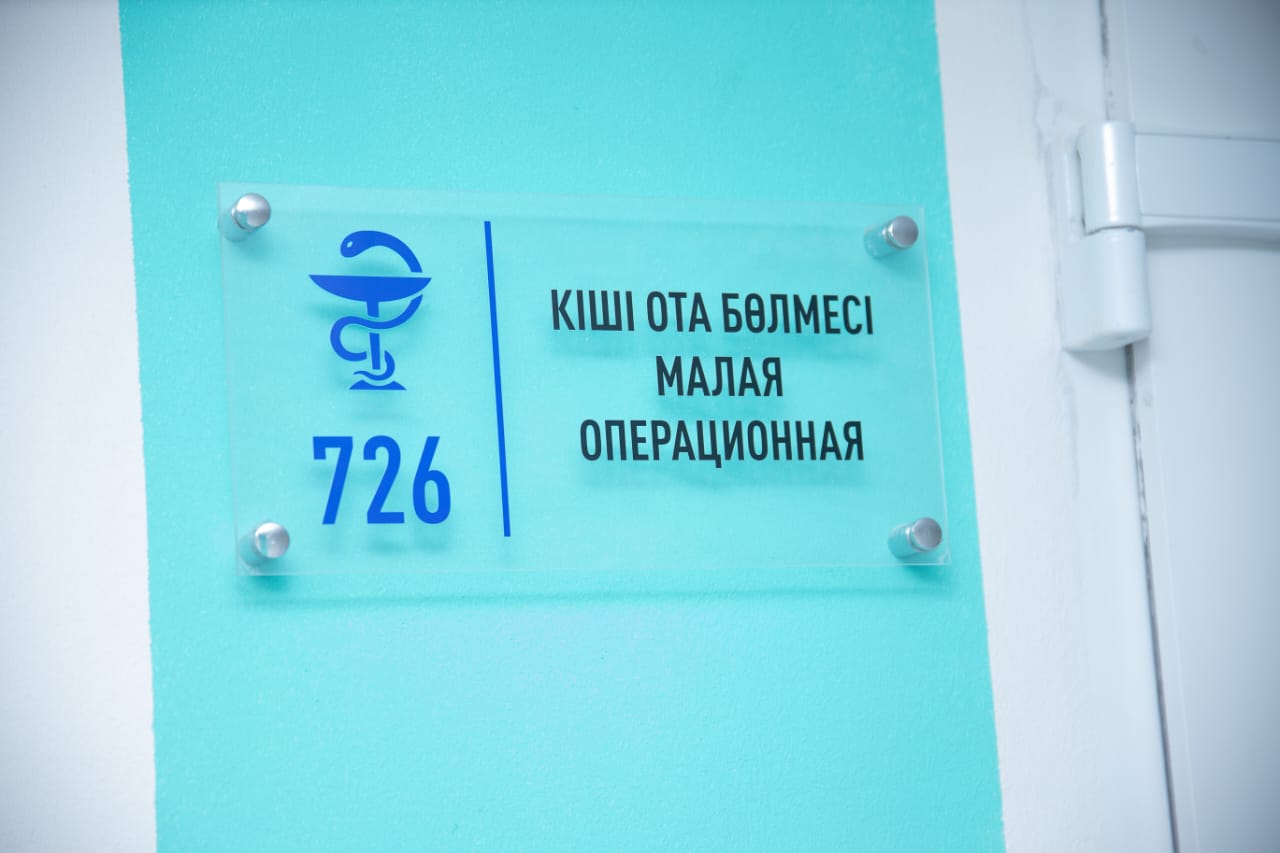 726
КІШІ ОТА БӨЛМЕСІ
МАЛАЯ
ОПЕРАЦИОННАЯ